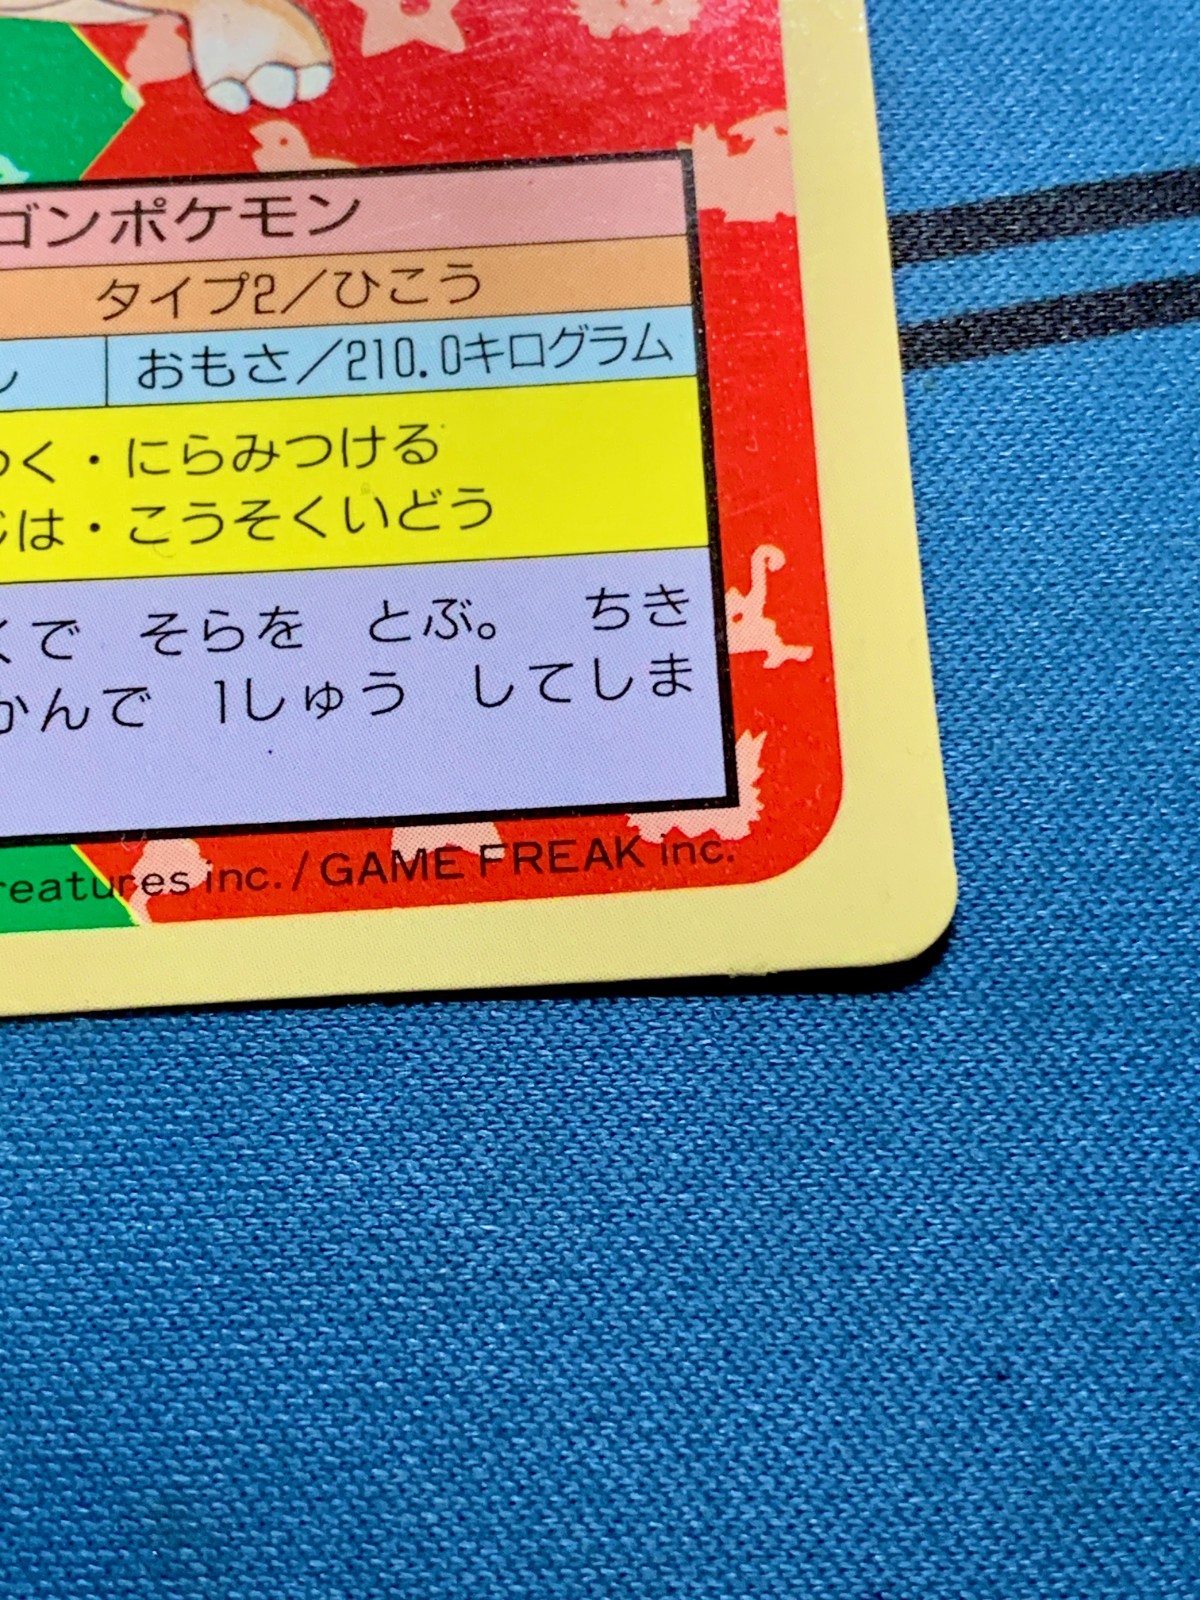 ゴンポケモン
タイプ2／ひこう
おもさ／210.0キログラム
く・にらみつける
は・こうそくいどう
くで そらを とぶ。 ちき
かんで 1しゅう してしま
reatures inc. / GAME FREAK inc.